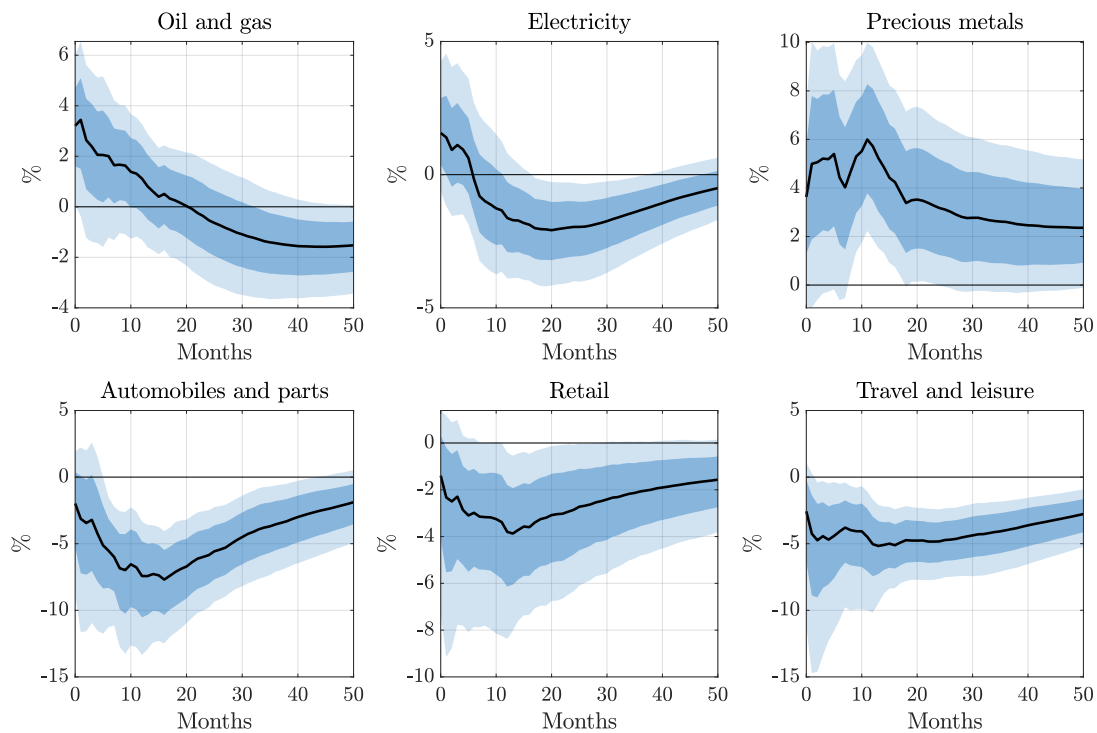 Oil and gas
%
6
4
2
0
-2
-4
0 10 20 30 40 50
Months
Electricity
%
5
0
-5
0 10 20 30 40 50
Months
Precious metals
%
10
8
6
4
2
0
0 10 20 30 40 50
Months
Automobiles and parts
%
5
0
-5
-10
-15
0 10 20 30 40 50
Months
Retail
%
0
-2
-4
-6
-8
-10
0 10 20 30 40 50
Months
Travel and leisure
%
5
0
-5
-10
-15
0 10 20 30 40 50
Months